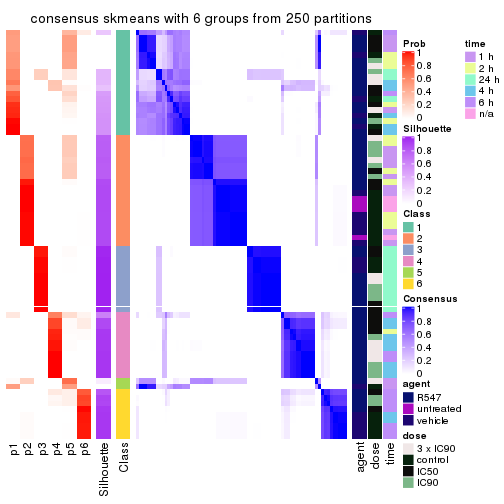 consensus skmeans with 6 groups from 250 partitions
Prob
1
0.8
0.6
0.4
0.2
0
time
1 h
2 h
24 h
4 h
6 h
n/a
Silhouette
1
0.8
0.6
0.4
0.2
0
Class
1
2
3
4
5
6
Consensus
1
0.8
0.6
0.4
0.2
0
agent
R547
untreated
vehicle
dose
3 x IC90
control
IC50
IC90
p1
p2
p3
p4
p5
p6
Silhouette
Class
agent
dose
time